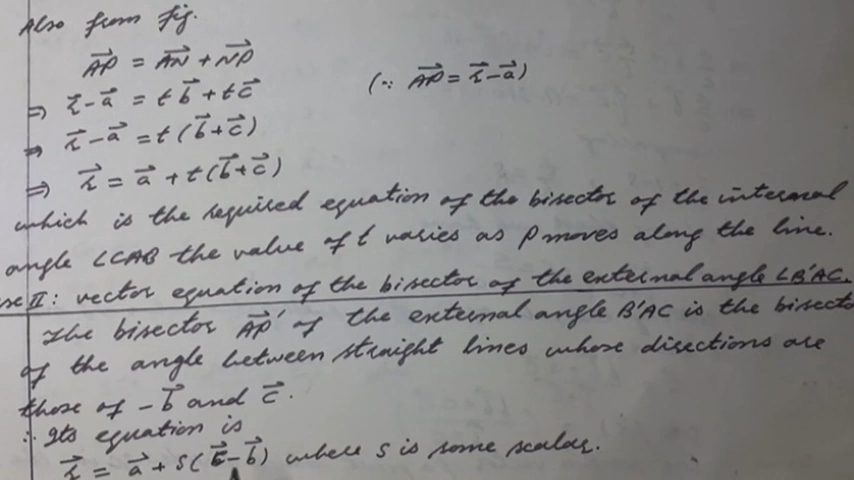 Also from fig.
AP⃗ = AN⃗ + NP⃗
⇒ r⃗ - a⃗ = t b⃗ + t c⃗ (∵ AP⃗ = r⃗ - a⃗)
⇒ r⃗ - a⃗ = t (b⃗ + c⃗)
⇒ r⃗ = a⃗ + t (b⃗ + c⃗)
which is the required equation of the bisector of the internal
angle ∠CAB the value of t varies as P moves along the line.
se II: vector equation of the bisector of the external angle ∠B'AC.
The bisector AP⃗' of the external angle B'AC is the bisecto
of the angle between straight lines whose directions are
those of -b⃗ and c⃗.
∴ Its equation is
r⃗ = a⃗ + s (c⃗ - b⃗) where s is some scalar.